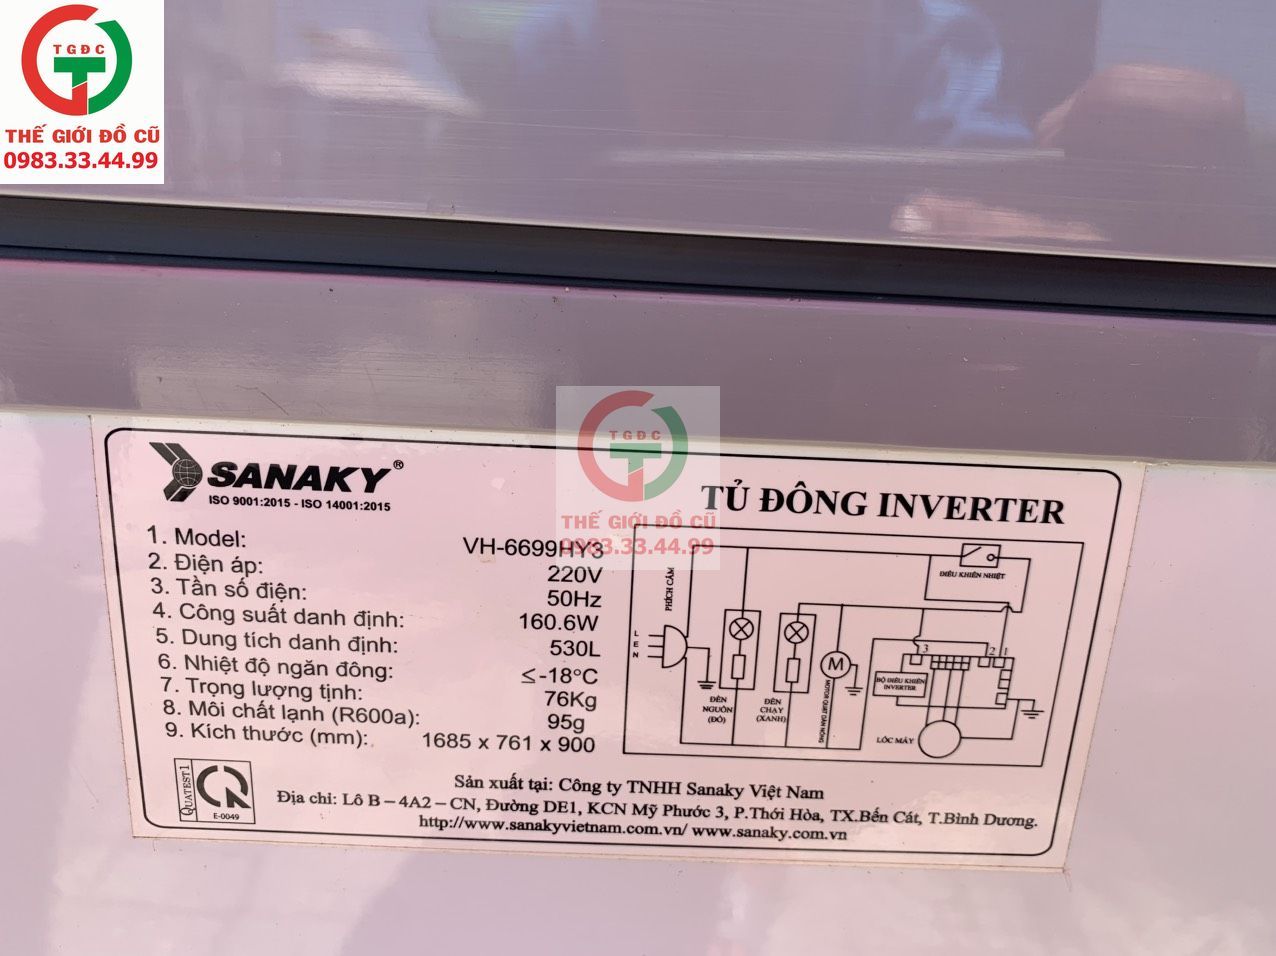 TGĐC
THẾ GIỚI ĐỒ CŨ
0983.33.44.99
SANAKY®
ISO 9001:2015 - ISO 14001:2015
TỦ ĐÔNG INVERTER
TGĐC
THẾ GIỚI ĐỒ CŨ
0983.33.44.99
1. Model: VH-6699HY3
2. Điện áp: 220V
3. Tần số điện: 50Hz
4. Công suất danh định: 160.6W
5. Dung tích danh định: 530L
6. Nhiệt độ ngăn đông: ≤-18°C
7. Trọng lượng tịnh: 76Kg
8. Môi chất lạnh (R600a): 95g
9. Kích thước (mm): 1685 x 761 x 900
PHÍCH CẮM
L
E
N
ĐÈN
NGUỒN
(ĐỎ)
ĐÈN
CHẠY
(XANH)
M
MOTOR QUẠT DÀN NÓNG
ĐIỀU KHIỂN NHIỆT
3
2
1
BỘ ĐIỀU KHIỂN
INVERTER
LỐC MÁY
QUATEST1
E-0049
Sản xuất tại: Công ty TNHH Sanaky Việt Nam
Địa chỉ: Lô B – 4A2 – CN, Đường DE1, KCN Mỹ Phước 3, P.Thới Hòa, TX.Bến Cát, T.Bình Dương.
http://www.sanakyvietnam.com.vn/ www.sanaky.com.vn